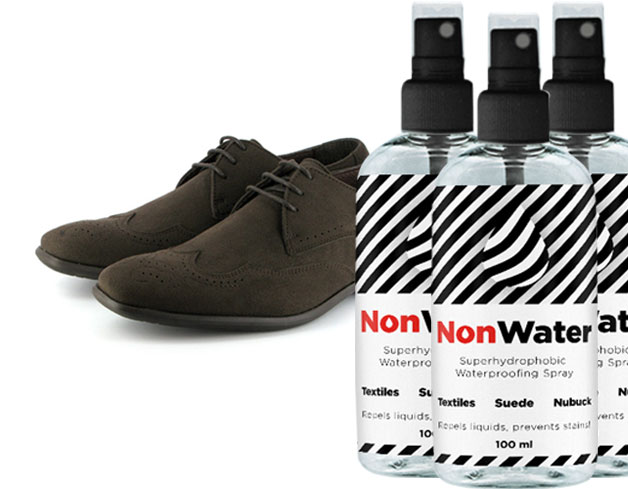 NonWater
Superhydrophobic
Waterproofing Spray
Textiles Suede Nubuck
Repels liquids, prevents stains!
100 ml